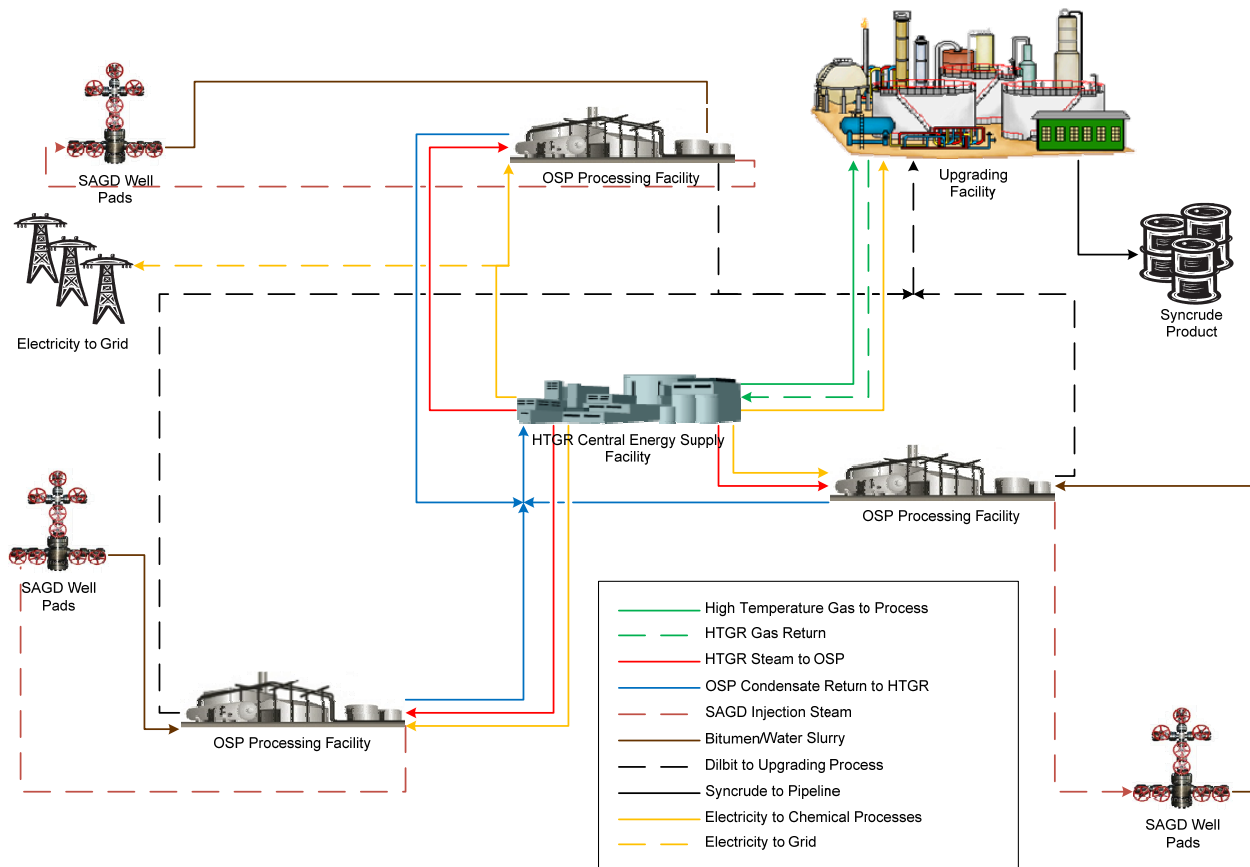 SAGD Well
Pads
OSP Processing Facility
Upgrading
Facility
Electricity to Grid
Syncrude
Product
HTGR Central Energy Supply
Facility
OSP Processing Facility
SAGD Well
Pads
OSP Processing Facility
High Temperature Gas to Process
HTGR Gas Return
HTGR Steam to OSP
OSP Condensate Return to HTGR
SAGD Injection Steam
Bitumen/Water Slurry
Dilbit to Upgrading Process
Syncrude to Pipeline
Electricity to Chemical Processes
Electricity to Grid
SAGD Well
Pads